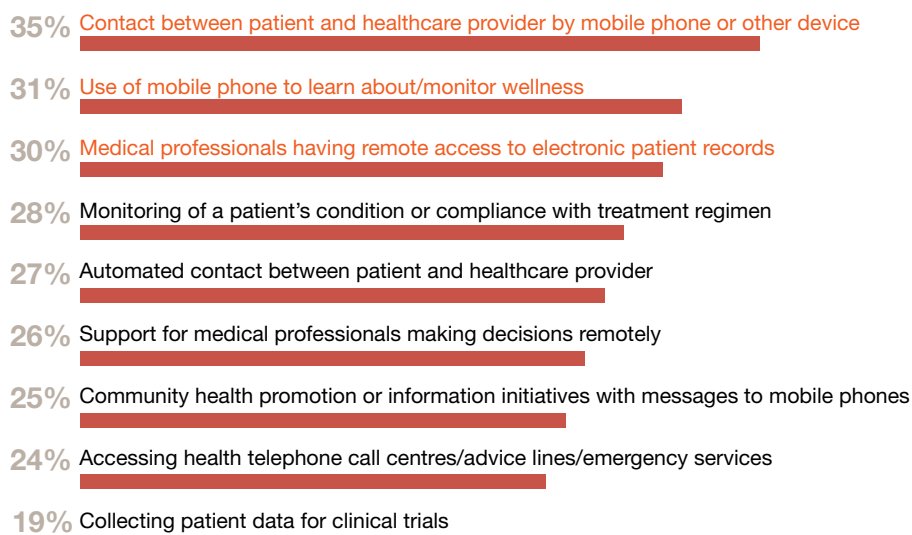 35% Contact between patient and healthcare provider by mobile phone or other device
31% Use of mobile phone to learn about/monitor wellness
30% Medical professionals having remote access to electronic patient records
28% Monitoring of a patient’s condition or compliance with treatment regimen
27% Automated contact between patient and healthcare provider
26% Support for medical professionals making decisions remotely
25% Community health promotion or information initiatives with messages to mobile phones
24% Accessing health telephone call centres/advice lines/emergency services
19% Collecting patient data for clinical trials